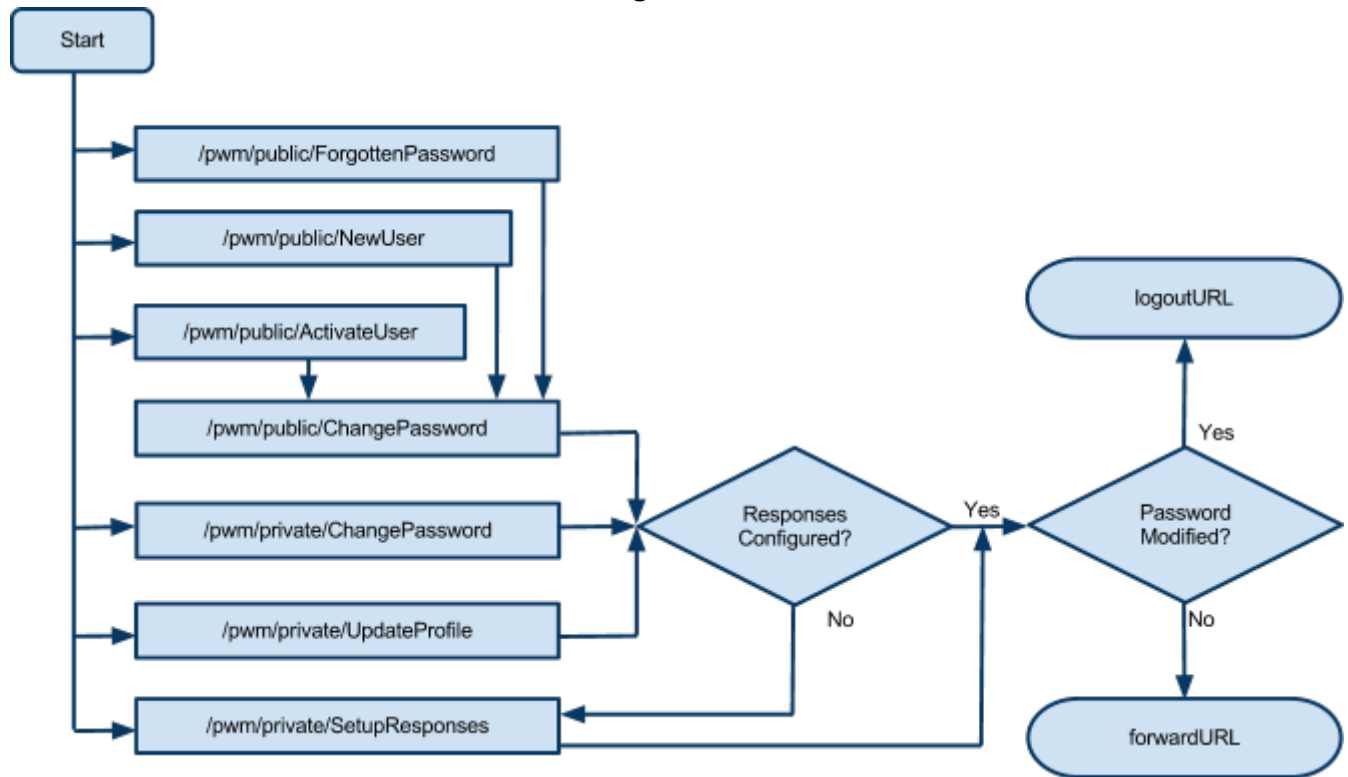 Start
/pwm/public/ForgottenPassword
/pwm/public/NewUser
/pwm/public/ActivateUser
/pwm/public/ChangePassword
/pwm/private/ChangePassword
/pwm/private/UpdateProfile
/pwm/private/SetupResponses
Responses
Configured?
No
Yes
Password
Modified?
Yes
logoutURL
No
forwardURL